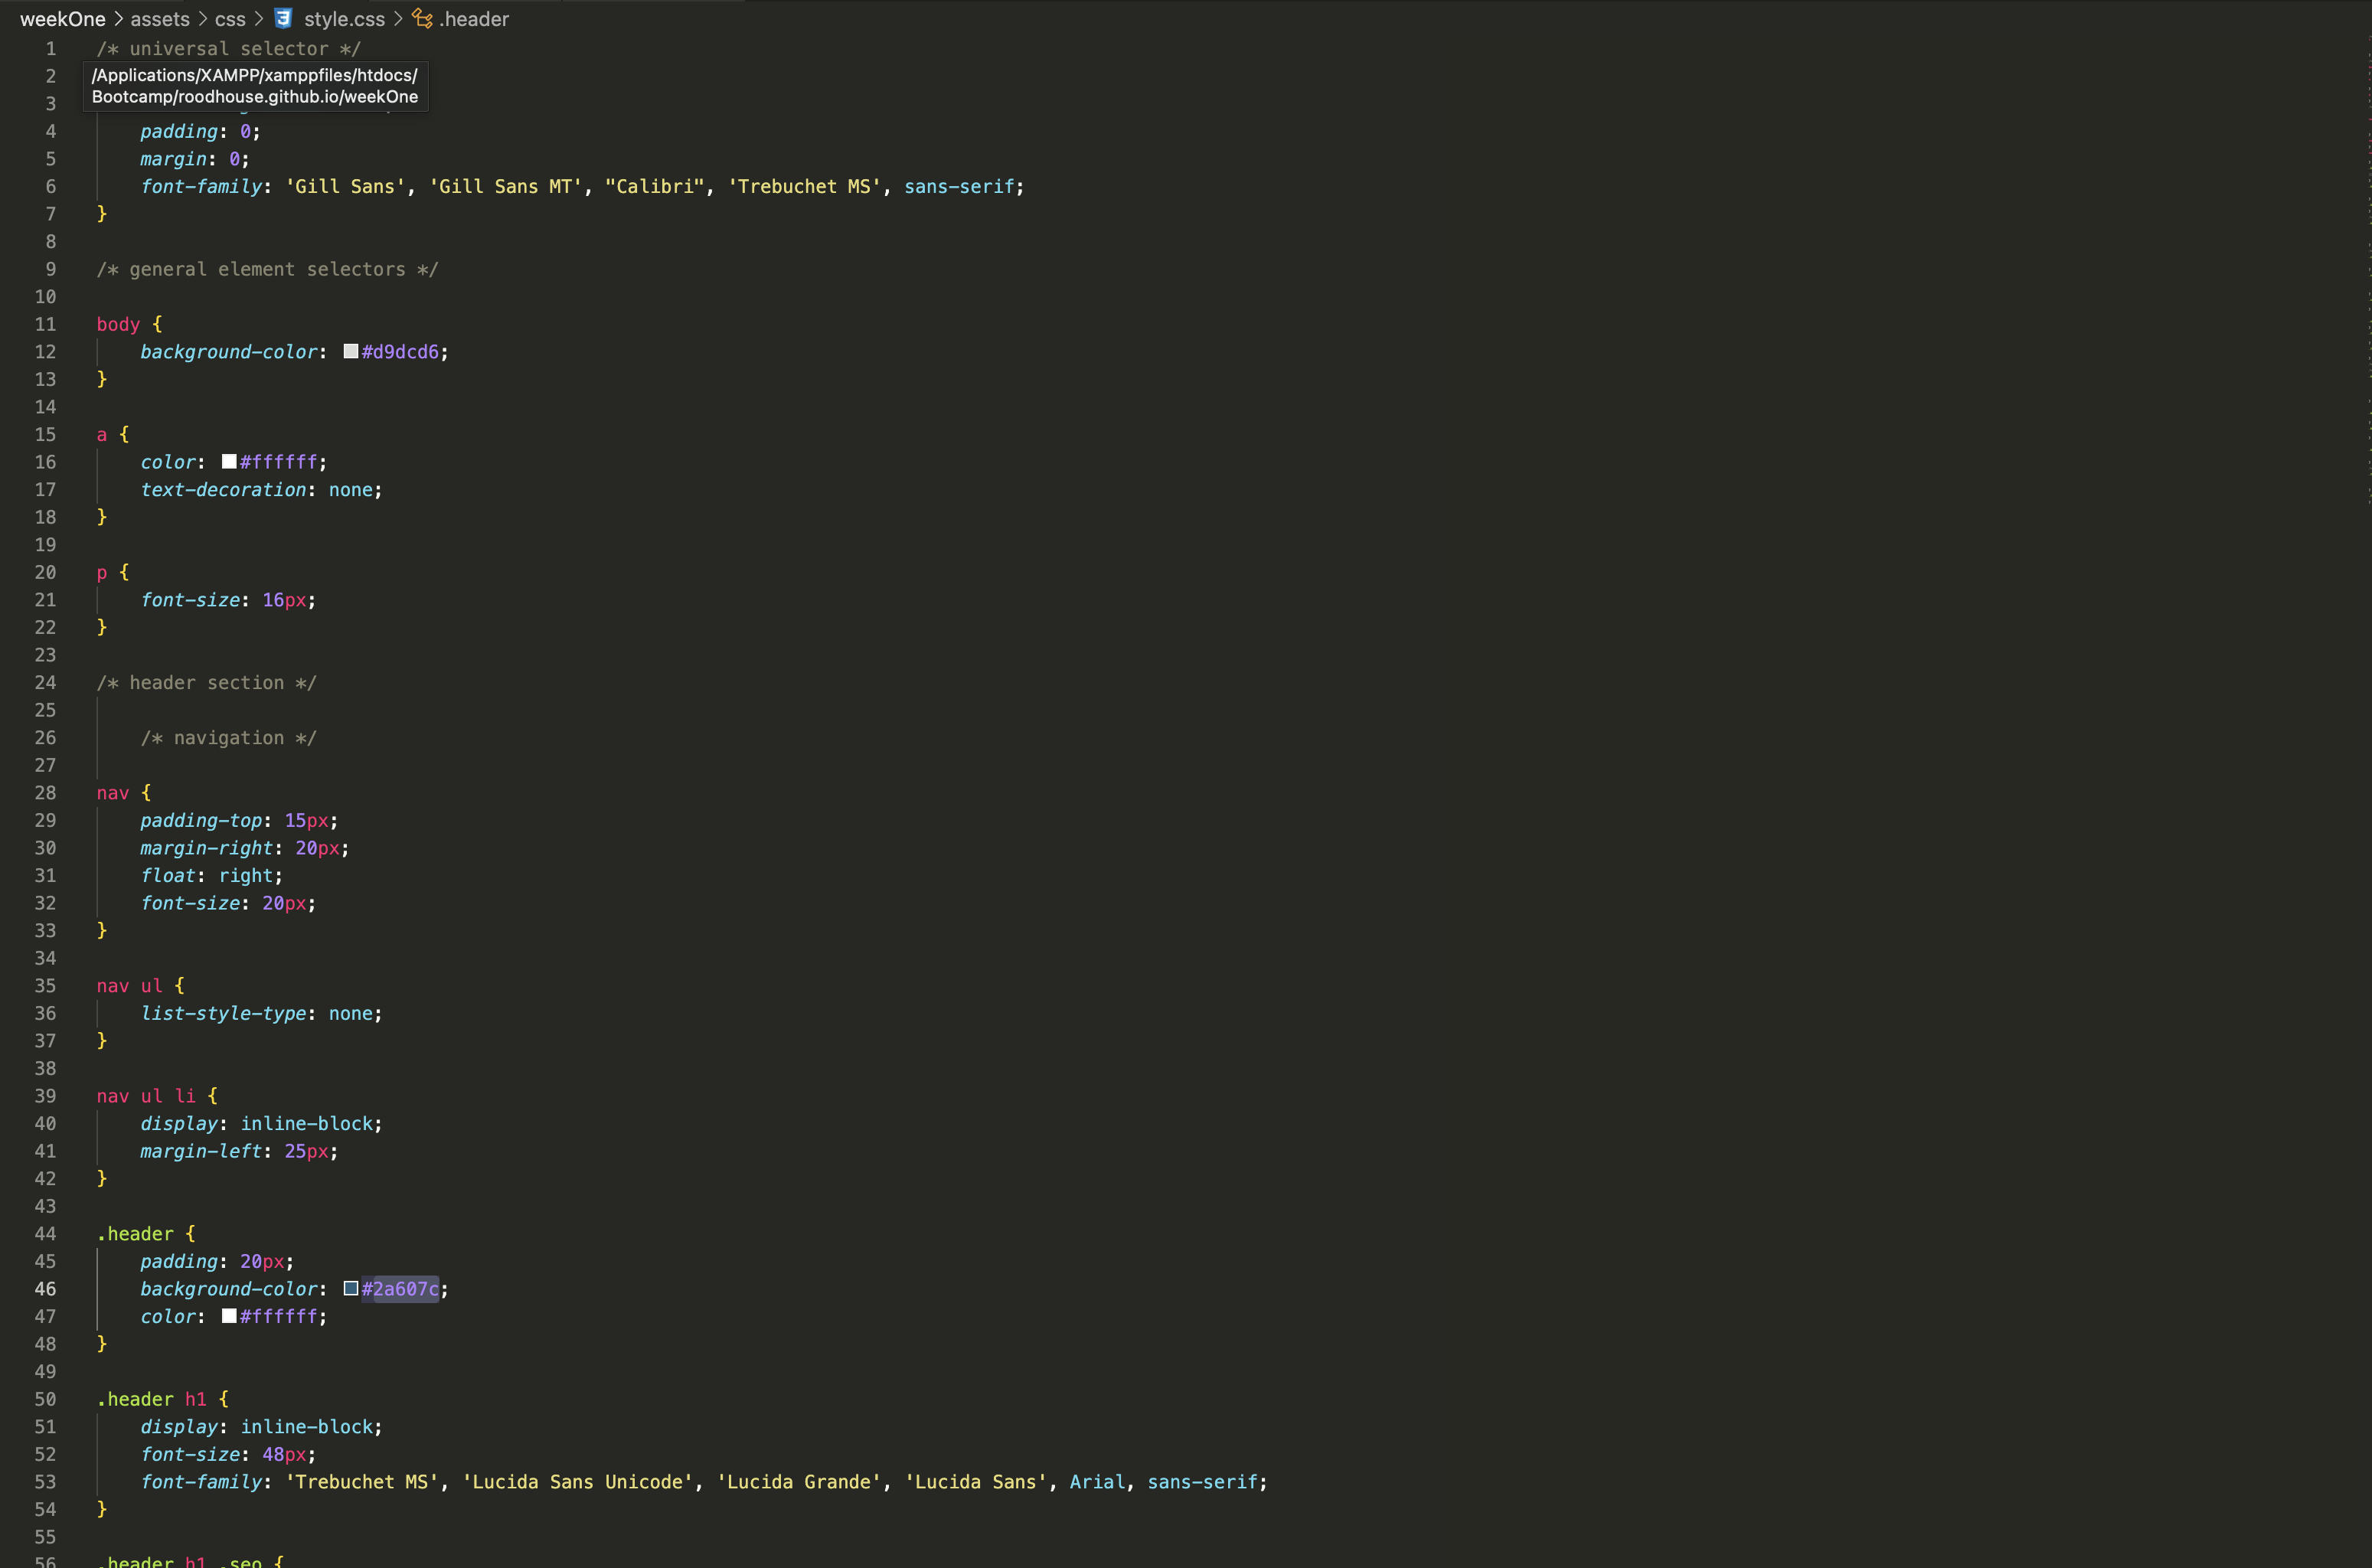 weekOne > assets > css > style.css > .header
1 /* universal selector */
2 /Applications/XAMPP/xamppfiles/htdocs/
3 Bootcamp/roodhouse.github.io/weekOne
4 padding: 0;
5 margin: 0;
6 font-family: 'Gill Sans', 'Gill Sans MT', "Calibri", 'Trebuchet MS', sans-serif;
7 }
8
9 /* general element selectors */
10
11 body {
12 background-color: #d9dcd6;
13 }
14
15 a {
16 color: #ffffff;
17 text-decoration: none;
18 }
19
20 p {
21 font-size: 16px;
22 }
23
24 /* header section */
25
26 /* navigation */
27
28 nav {
29 padding-top: 15px;
30 margin-right: 20px;
31 float: right;
32 font-size: 20px;
33 }
34
35 nav ul {
36 list-style-type: none;
37 }
38
39 nav ul li {
40 display: inline-block;
41 margin-left: 25px;
42 }
43
44 .header {
45 padding: 20px;
46 background-color: #2a607c;
47 color: #ffffff;
48 }
49
50 .header h1 {
51 display: inline-block;
52 font-size: 48px;
53 font-family: 'Trebuchet MS', 'Lucida Sans Unicode', 'Lucida Grande', 'Lucida Sans', Arial, sans-serif;
54 }
55
56 .header h1 .seo {